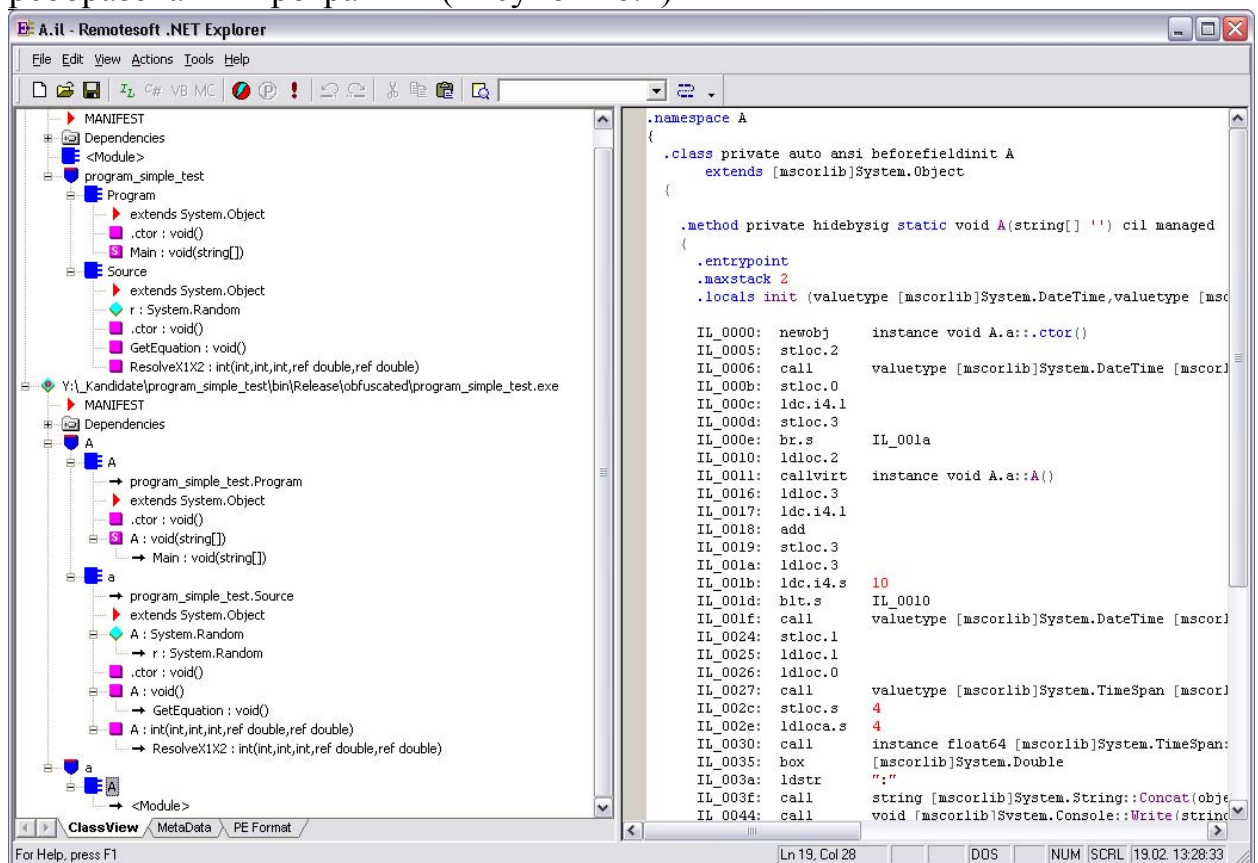 A.il - Remotesoft .NET Explorer
File Edit View Actions Tools Help
IL C# VB MC P !
MANIFEST
Dependencies
<Module>
program_simple_test
Program
extends System.Object
.ctor : void()
S Main : void(string[])
Source
extends System.Object
r : System.Random
.ctor : void()
GetEquation : void()
ResolveX1X2 : int(int,int,int,ref double,ref double)
Y:\_Kandidate\program_simple_test\bin\Release\obfuscated\program_simple_test.exe
MANIFEST
Dependencies
A
A
program_simple_test.Program
extends System.Object
.ctor : void()
S A : void(string[])
Main : void(string[])
a
program_simple_test.Source
extends System.Object
A : System.Random
r : System.Random
.ctor : void()
A : void()
GetEquation : void()
A : int(int,int,int,ref double,ref double)
ResolveX1X2 : int(int,int,int,ref double,ref double)
a
A
<Module>
ClassView MetaData PE Format
.namespace A
{
.class private auto ansi beforefieldinit A
extends [mscorlib]System.Object
{
.method private hidebysig static void A(string[] '') cil managed
{
.entrypoint
.maxstack 2
.locals init (valuetype [mscorlib]System.DateTime,valuetype [msc
IL_0000: newobj instance void A.a::.ctor()
IL_0005: stloc.2
IL_0006: call valuetype [mscorlib]System.DateTime [mscorl
IL_000b: stloc.0
IL_000c: ldc.i4.1
IL_000d: stloc.3
IL_000e: br.s IL_001a
IL_0010: ldloc.2
IL_0011: callvirt instance void A.a::A()
IL_0016: ldloc.3
IL_0017: ldc.i4.1
IL_0018: add
IL_0019: stloc.3
IL_001a: ldloc.3
IL_001b: ldc.i4.s 10
IL_001d: blt.s IL_0010
IL_001f: call valuetype [mscorlib]System.DateTime [mscorl
IL_0024: stloc.1
IL_0025: ldloc.1
IL_0026: ldloc.0
IL_0027: call valuetype [mscorlib]System.TimeSpan [mscorl
IL_002c: stloc.s 4
IL_002e: ldloca.s 4
IL_0030: call instance float64 [mscorlib]System.TimeSpan:
IL_0035: box [mscorlib]System.Double
IL_003a: ldstr ":"
IL_003f: call string [mscorlib]System.String::Concat(obje
IL_0044: call void [mscorlib]System.Console::Write(string
For Help, press F1
Ln 19, Col 28 DOS NUM SCRL 19.02. 13:28:33